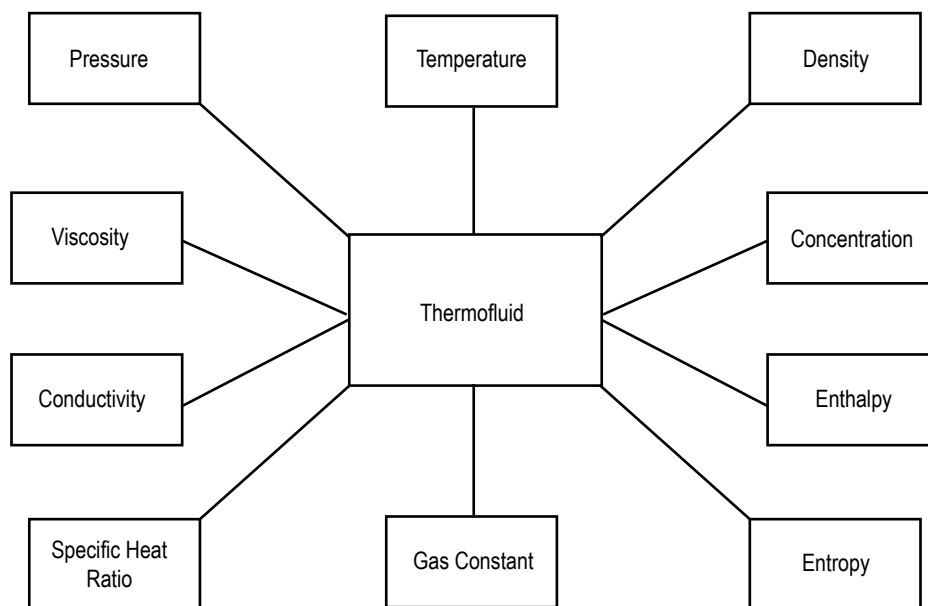 Pressure
Temperature
Density
Viscosity
Concentration
Thermofluid
Conductivity
Enthalpy
Specific Heat
Ratio
Gas Constant
Entropy